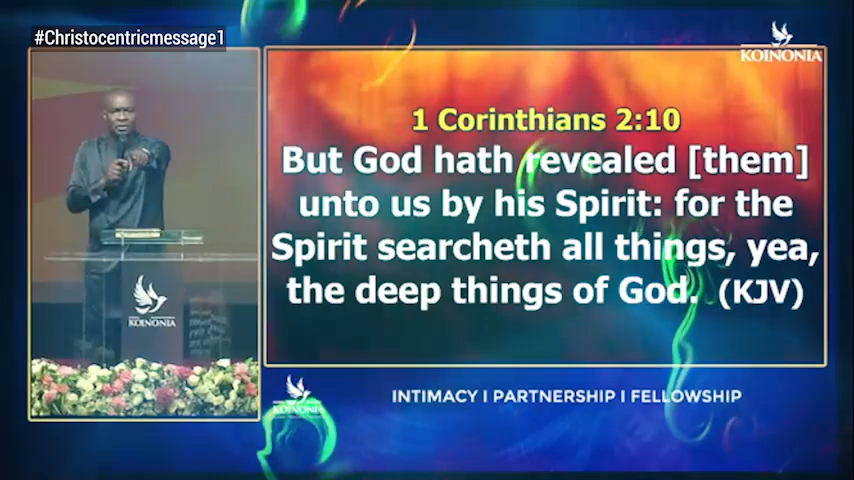 #Christocentricmessage1
KOINONIA
1 Corinthians 2:10
But God hath revealed [them]
unto us by his Spirit: for the
Spirit searcheth all things, yea,
the deep things of God. (KJV)
KOINONIA
KOINONIA
INTIMACY I PARTNERSHIP I FELLOWSHIP